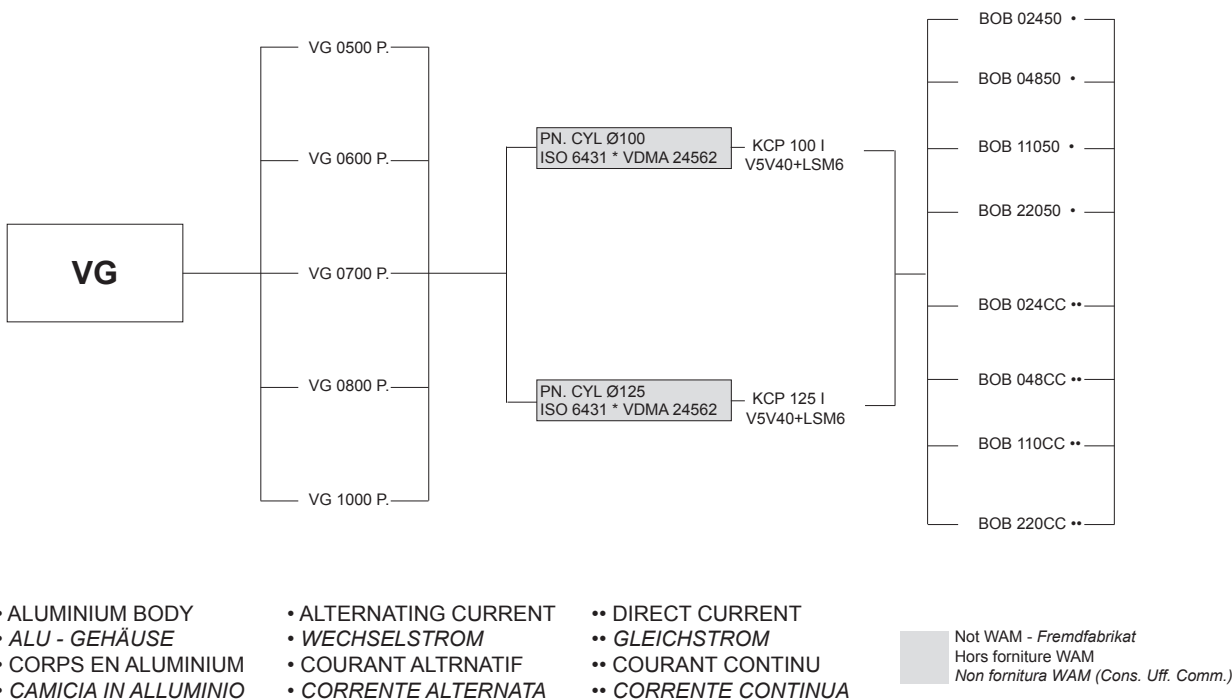 VG
VG 0500 P.
VG 0600 P.
VG 0700 P.
VG 0800 P.
VG 1000 P.
PN. CYL Ø100
ISO 6431 * VDMA 24562
KCP 100 I
V5V40+LSM6
PN. CYL Ø125
ISO 6431 * VDMA 24562
KCP 125 I
V5V40+LSM6
BOB 02450 •
BOB 04850 •
BOB 11050 •
BOB 22050 •
BOB 024CC ••
BOB 048CC ••
BOB 110CC ••
BOB 220CC ••
• ALUMINIUM BODY
• ALU - GEHÄUSE
• CORPS EN ALUMINIUM
• CAMICIA IN ALLUMINIO
• ALTERNATING CURRENT
• WECHSELSTROM
• COURANT ALTRNATIF
• CORRENTE ALTERNATA
•• DIRECT CURRENT
•• GLEICHSTROM
•• COURANT CONTINU
•• CORRENTE CONTINUA
Not WAM - Fremdfabrikat
Hors forniture WAM
Non fornitura WAM (Cons. Uff. Comm.)